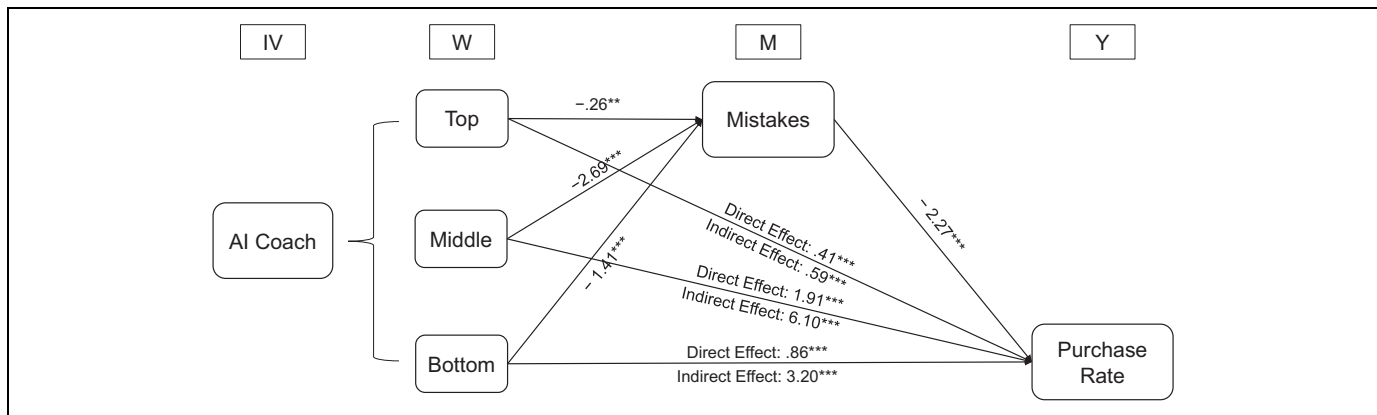 IV
W
M
Y
Top
−.26**
Mistakes
−2.69***
AI Coach
Middle
−1.41***
Direct Effect: .41***
Indirect Effect: .59***
− 2.27***
Direct Effect: 1.91***
Indirect Effect: 6.10***
Bottom
Direct Effect: .86***
Indirect Effect: 3.20***
Purchase
Rate